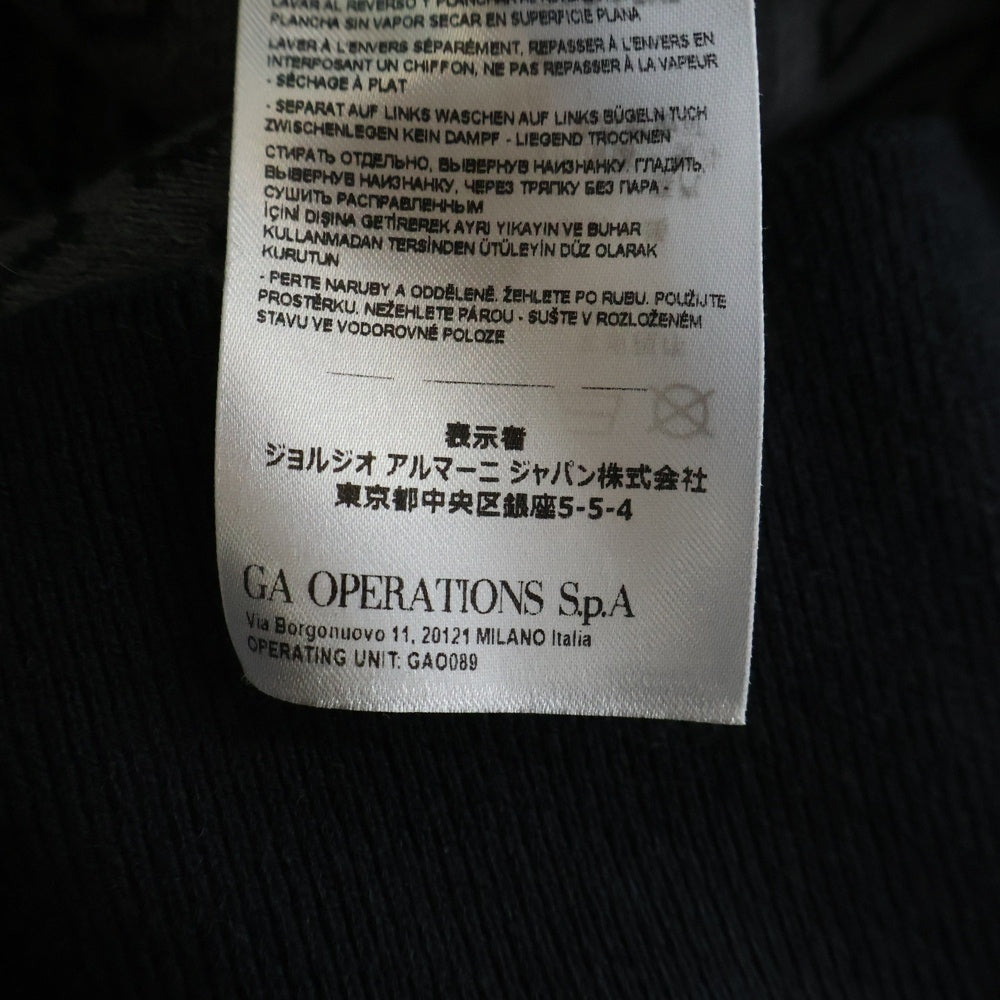 LAVAR AL REVERSO Y PLANCHAR
PLANCHA SIN VAPOR SECAR EN SUPERFICIE PLANA
LAVER À L'ENVERS SÉPARÉMENT, REPASSER À L'ENVERS EN
INTERPOSANT UN CHIFFON, NE PAS REPASSER À LA VAPEUR
- SÉCHAGE À PLAT
- SEPARAT AUF LINKS WASCHEN AUF LINKS BÜGELN TUCH
ZWISCHENLEGEN KEIN DAMPF - LIEGEND TROCKNEN
СТИРАТЬ ОТДЕЛЬНО, ВЫВЕРНУВ НАИЗНАНКУ. ГЛАДИТЬ,
ВЫВЕРНУВ НАИЗНАНКУ, ЧЕРЕЗ ТРЯПКУ БЕЗ ПАРА -
СУШИТЬ РАСПРАВЛЕННЫМ
İÇİNİ DIŞINA GETİREREK AYRI YIKAYIN VE BUHAR
KULLANMADAN TERSİNDEN ÜTÜLEYİN DÜZ OLARAK
KURUTUN
- PERTE NARUBY A ODDĚLENĚ. ŽEHLETE PO RUBU. POUŽIJTE
PROSTĚRKU. NEŽEHLETE PÁROU - SUŠTE V ROZLOŽENÉM
STAVU VE VODOROVNÉ POLOZE
表示者
ジョルジオ アルマーニ ジャパン株式会社
東京都中央区銀座5-5-4
GA OPERATIONS S.p.A
Via Borgonuovo 11, 20121 MILANO Italia
OPERATING UNIT: GAO089